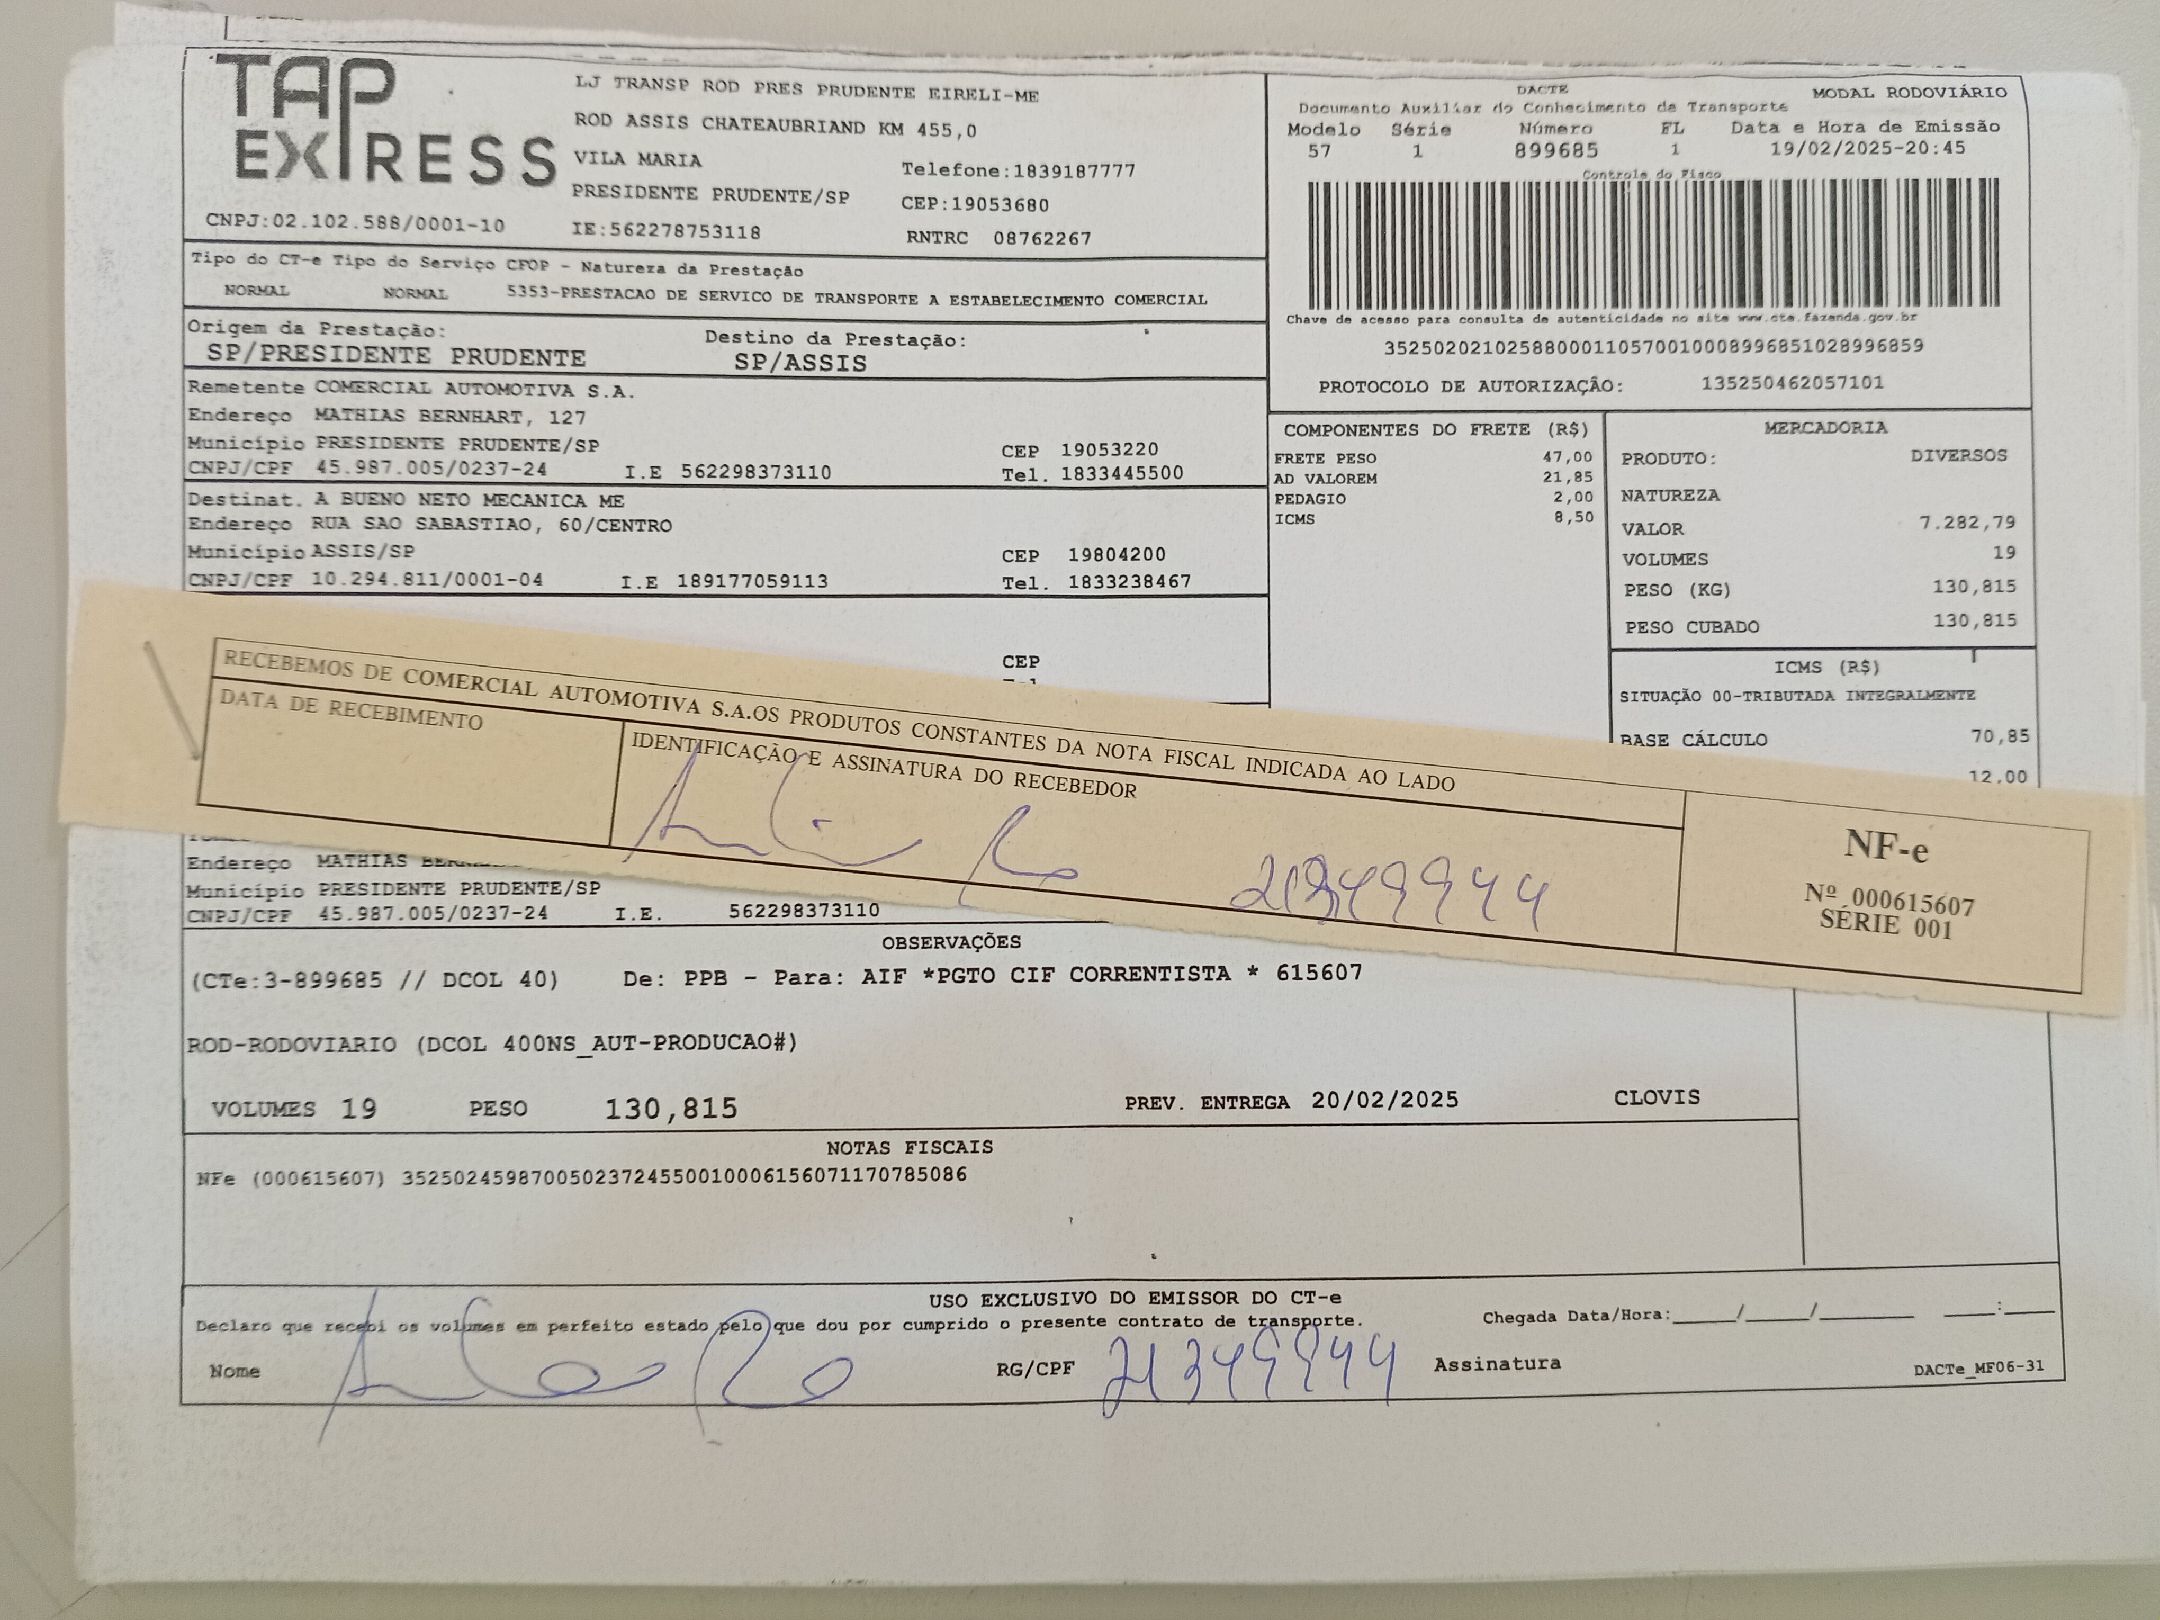 TAP
EXPRESS
CNPJ:02.102.588/0001-10
LJ TRANSP ROD PRES PRUDENTE EIRELI-ME
ROD ASSIS CHATEAUBRIAND KM 455,0
VILA MARIA
Telefone:1839187777
PRESIDENTE PRUDENTE/SP
CEP:19053680
IE:562278753118
RNTRC 08762267
DACTE
MODAL RODOVIÁRIO
Documento Auxiliar do Conhecimento de Transporte
Modelo Série Número FL Data e Hora de Emissão
57 1 899685 1 19/02/2025-20:45
Controle do Fisco
Chave de acesso para consulta de autenticidade no site www.cte.fazenda.gov.br
35250202102588000110570010008996851028996859
PROTOCOLO DE AUTORIZAÇÃO: 135250462057101
Tipo do CT-e Tipo do Serviço CFOP - Natureza da Prestação
NORMAL NORMAL 5353-PRESTACAO DE SERVICO DE TRANSPORTE A ESTABELECIMENTO COMERCIAL
Origem da Prestação: Destino da Prestação:
SP/PRESIDENTE PRUDENTE SP/ASSIS
Remetente COMERCIAL AUTOMOTIVA S.A.
Endereço MATHIAS BERNHART, 127
Município PRESIDENTE PRUDENTE/SP CEP 19053220
CNPJ/CPF 45.987.005/0237-24 I.E 562298373110 Tel. 1833445500
Destinat. A BUENO NETO MECANICA ME
Endereço RUA SAO SABASTIAO, 60/CENTRO
Município ASSIS/SP CEP 19804200
CNPJ/CPF 10.294.811/0001-04 I.E 189177059113 Tel. 1833238467
CEP
COMPONENTES DO FRETE (R$)
FRETE PESO 47,00
AD VALOREM 21,85
PEDAGIO 2,00
ICMS 8,50
MERCADORIA
PRODUTO: DIVERSOS
NATUREZA
VALOR 7.282,79
VOLUMES 19
PESO (KG) 130,815
PESO CUBADO 130,815
ICMS (R$)
SITUAÇÃO 00-TRIBUTADA INTEGRALMENTE
BASE CÁLCULO 70,85
12,00
RECEBEMOS DE COMERCIAL AUTOMOTIVA S.A.OS PRODUTOS CONSTANTES DA NOTA FISCAL INDICADA AO LADO
DATA DE RECEBIMENTO
IDENTIFICAÇÃO E ASSINATURA DO RECEBEDOR
NF-e
Nº 000615607
SÉRIE 001
Endereço MATHIAS
Município PRESIDENTE PRUDENTE/SP
CNPJ/CPF 45.987.005/0237-24 I.E. 562298373110
OBSERVAÇÕES
(CTe:3-899685 // DCOL 40) De: PPB - Para: AIF *PGTO CIF CORRENTISTA * 615607
ROD-RODOVIARIO (DCOL 400NS_AUT-PRODUCAO#)
VOLUMES 19 PESO 130,815 PREV. ENTREGA 20/02/2025 CLOVIS
NOTAS FISCAIS
NFe (000615607) 35250245987005023724550010006156071170785086
USO EXCLUSIVO DO EMISSOR DO CT-e
Declaro que recebi os volumes em perfeito estado pelo que dou por cumprido o presente contrato de transporte.
Chegada Data/Hora:____/____/______ ____:____
Nome RG/CPF 21349944 Assinatura
DACTe_MF06-31